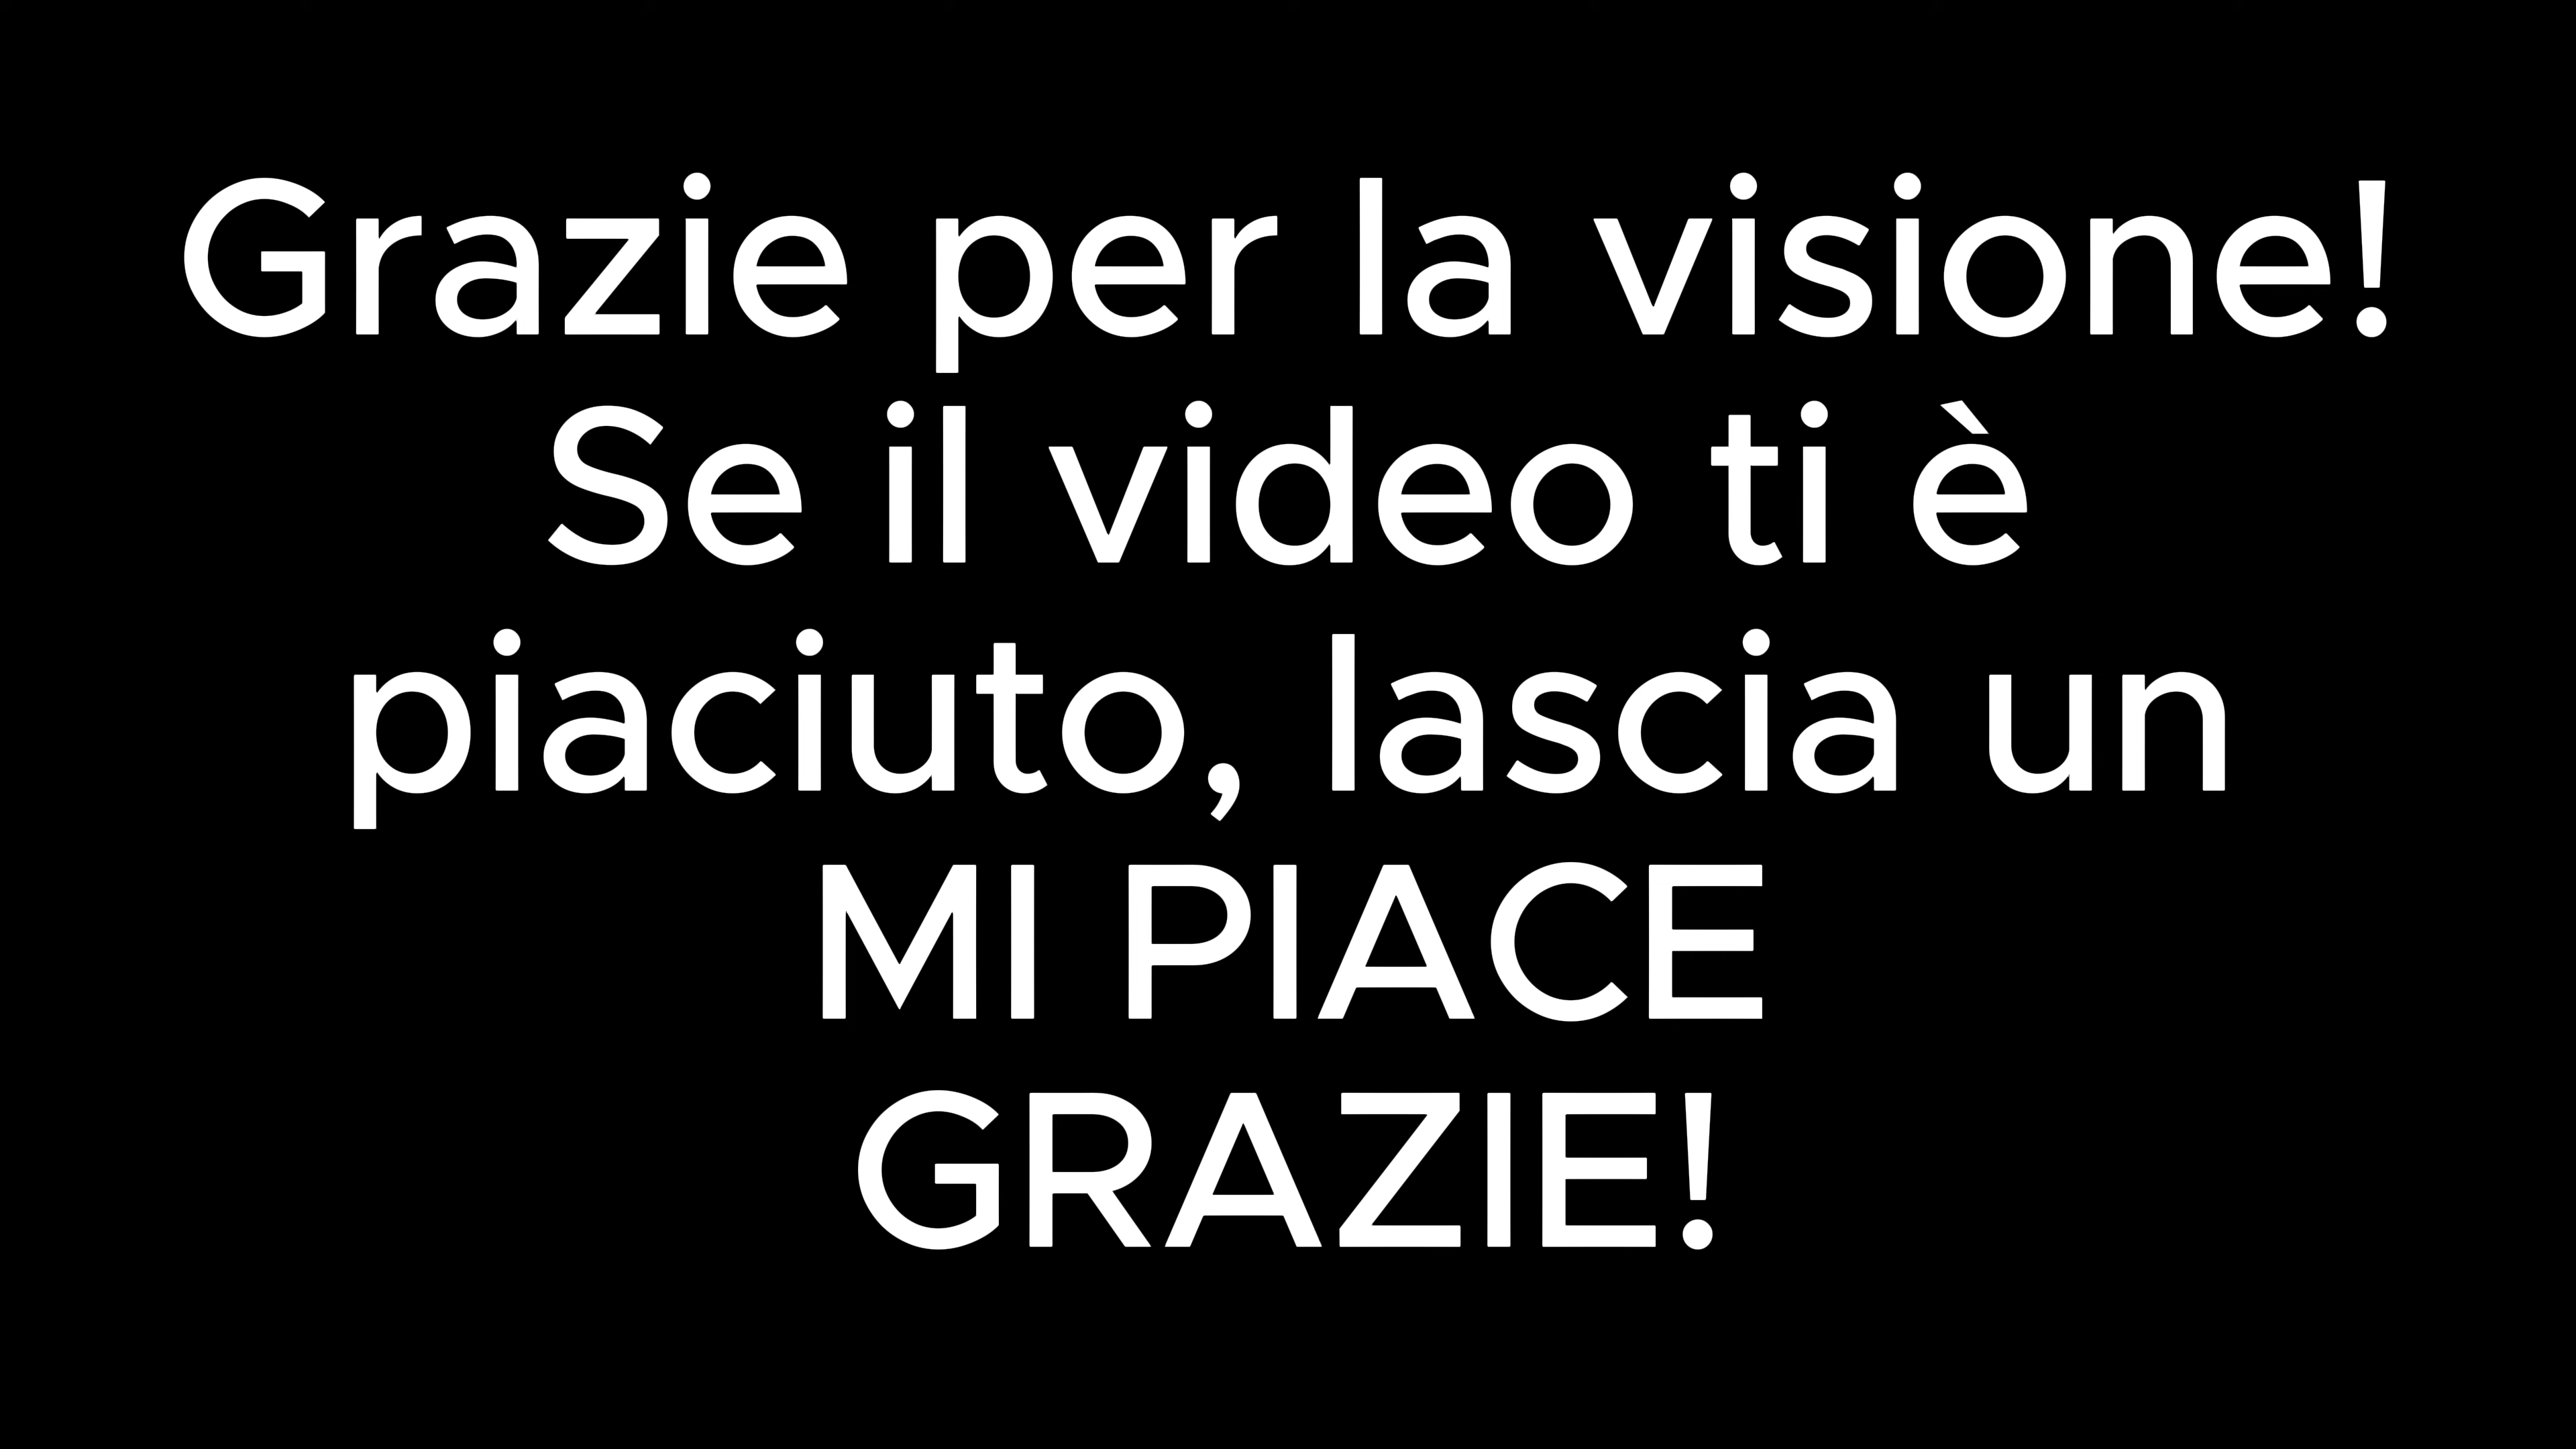 Grazie per la visione!
Se il video ti è
piaciuto, lascia un
MI PIACE
GRAZIE!